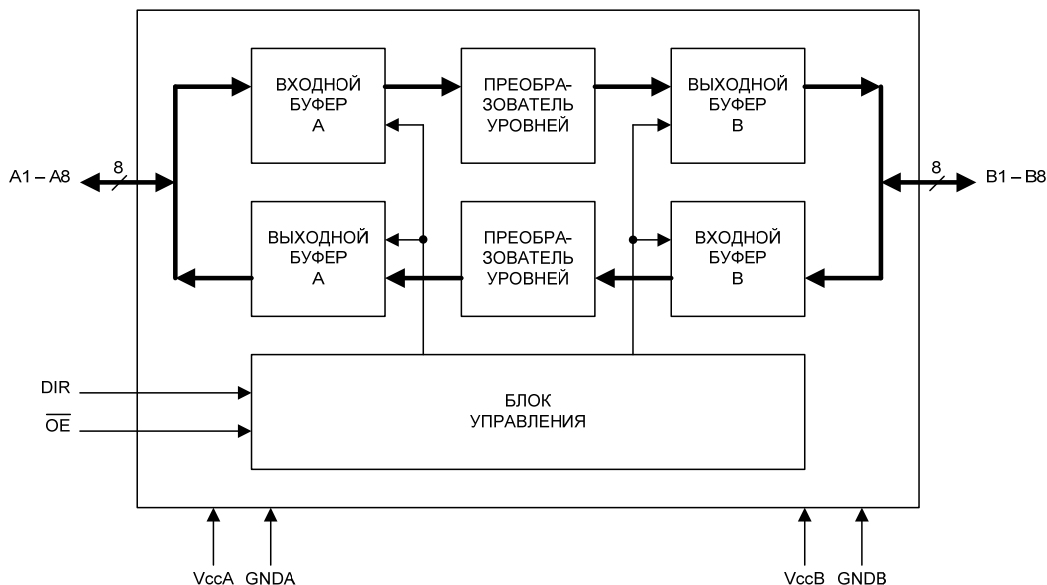 ВХОДНОЙ
БУФЕР
А
ПРЕОБРА-
ЗОВАТЕЛЬ
УРОВНЕЙ
ВЫХОДНОЙ
БУФЕР
В
A1 – A8
8
8
B1 – B8
ВЫХОДНОЙ
БУФЕР
А
ПРЕОБРА-
ЗОВАТЕЛЬ
УРОВНЕЙ
ВХОДНОЙ
БУФЕР
В
DIR
O̅E̅
БЛОК
УПРАВЛЕНИЯ
VccA
GNDA
VccB
GNDB